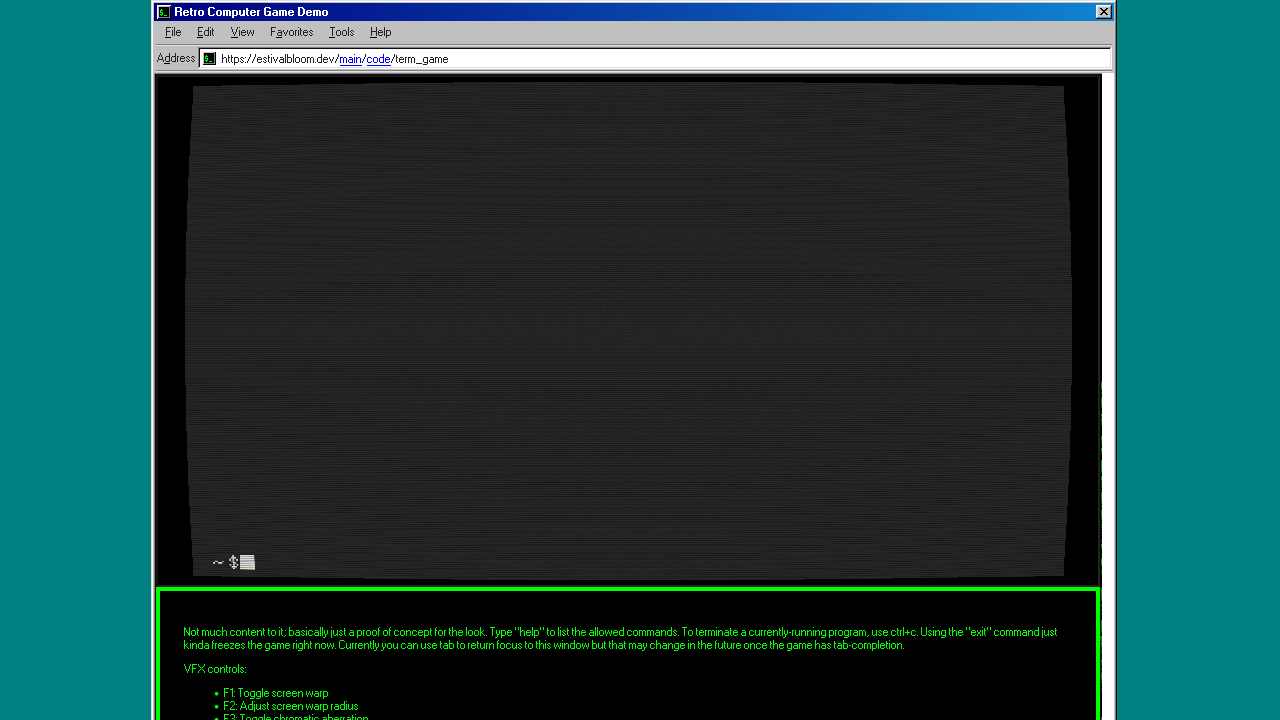 Retro Computer Game Demo
File Edit View Favorites Tools Help
Address https://estivalbloom.dev/main/code/term_game
~ $
Not much content to it; basically just a proof of concept for the look. Type "help" to list the allowed commands. To terminate a currently-running program, use ctrl+c. Using the "exit" command just
kinda freezes the game right now. Currently you can use tab to return focus to this window but that may change in the future once the game has tab-completion.
VFX controls:
• F1: Toggle screen warp
• F2: Adjust screen warp radius
• F3: Toggle chromatic aberration